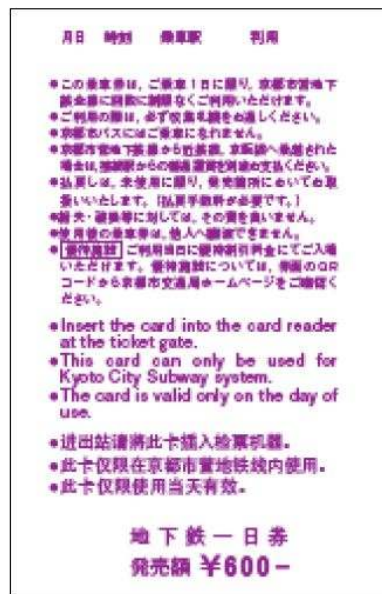 月日 時刻 乗車駅 利用
●この乗車券は、ご乗車1日に限り、京都市営地下
鉄全線に回数に制限なくご利用いただけます。
●ご利用の際は、必ず改集札機をお通しください。
●京都市バスにはご乗車になれません。
●京都市営地下鉄線から近鉄線、京阪線へ乗越された
場合は、接続駅からの普通運賃を別途お支払ください。
●払戻しは、未使用に限り、発売箇所においてお取
扱いいたします。(払戻手数料が必要です。)
●紛失・破損等に対しては、その責を負いません。
●使用後の乗車券は、他人へ譲渡できません。
●優待施設 ご利用当日に優待割引料金にてご入場
いただけます。優待施設については、券面のQR
コードから京都市交通局ホームページをご確認く
ださい。
●Insert the card into the card reader
at the ticket gate.
●This card can only be used for
Kyoto City Subway system.
●The card is valid only on the day of
use.
●进出站请将此卡插入检票机器。
●此卡仅限在京都市营地铁线内使用。
●此卡仅限使用当天有效。
地下鉄一日券
発売額 ¥600−